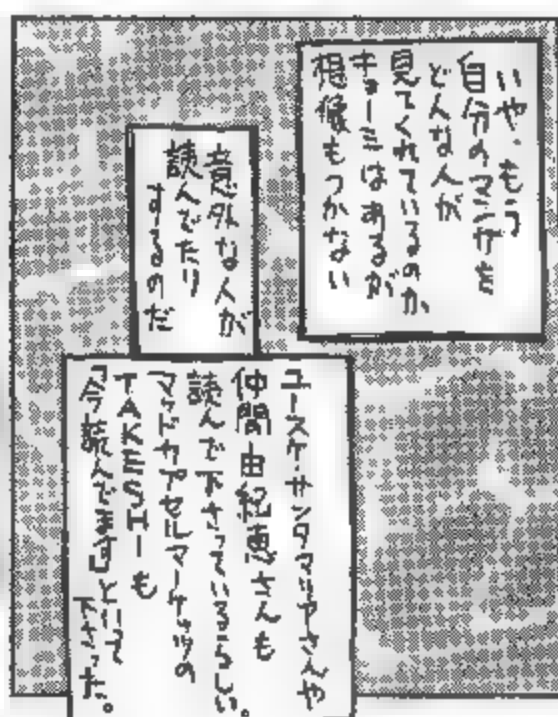 いや、もう
自分のマンガを
どんな人が
見てくれているのか
キョーミはあるが
想像もつかない
意外な人が
読んでたり
するのだ
ユースケ・サンタマリアさんや
仲間由紀恵さんも
読んで下さっているらしい。
マッドカプセルマーケッツの
TAKESHIも
「今読んでます」といって
下さった。